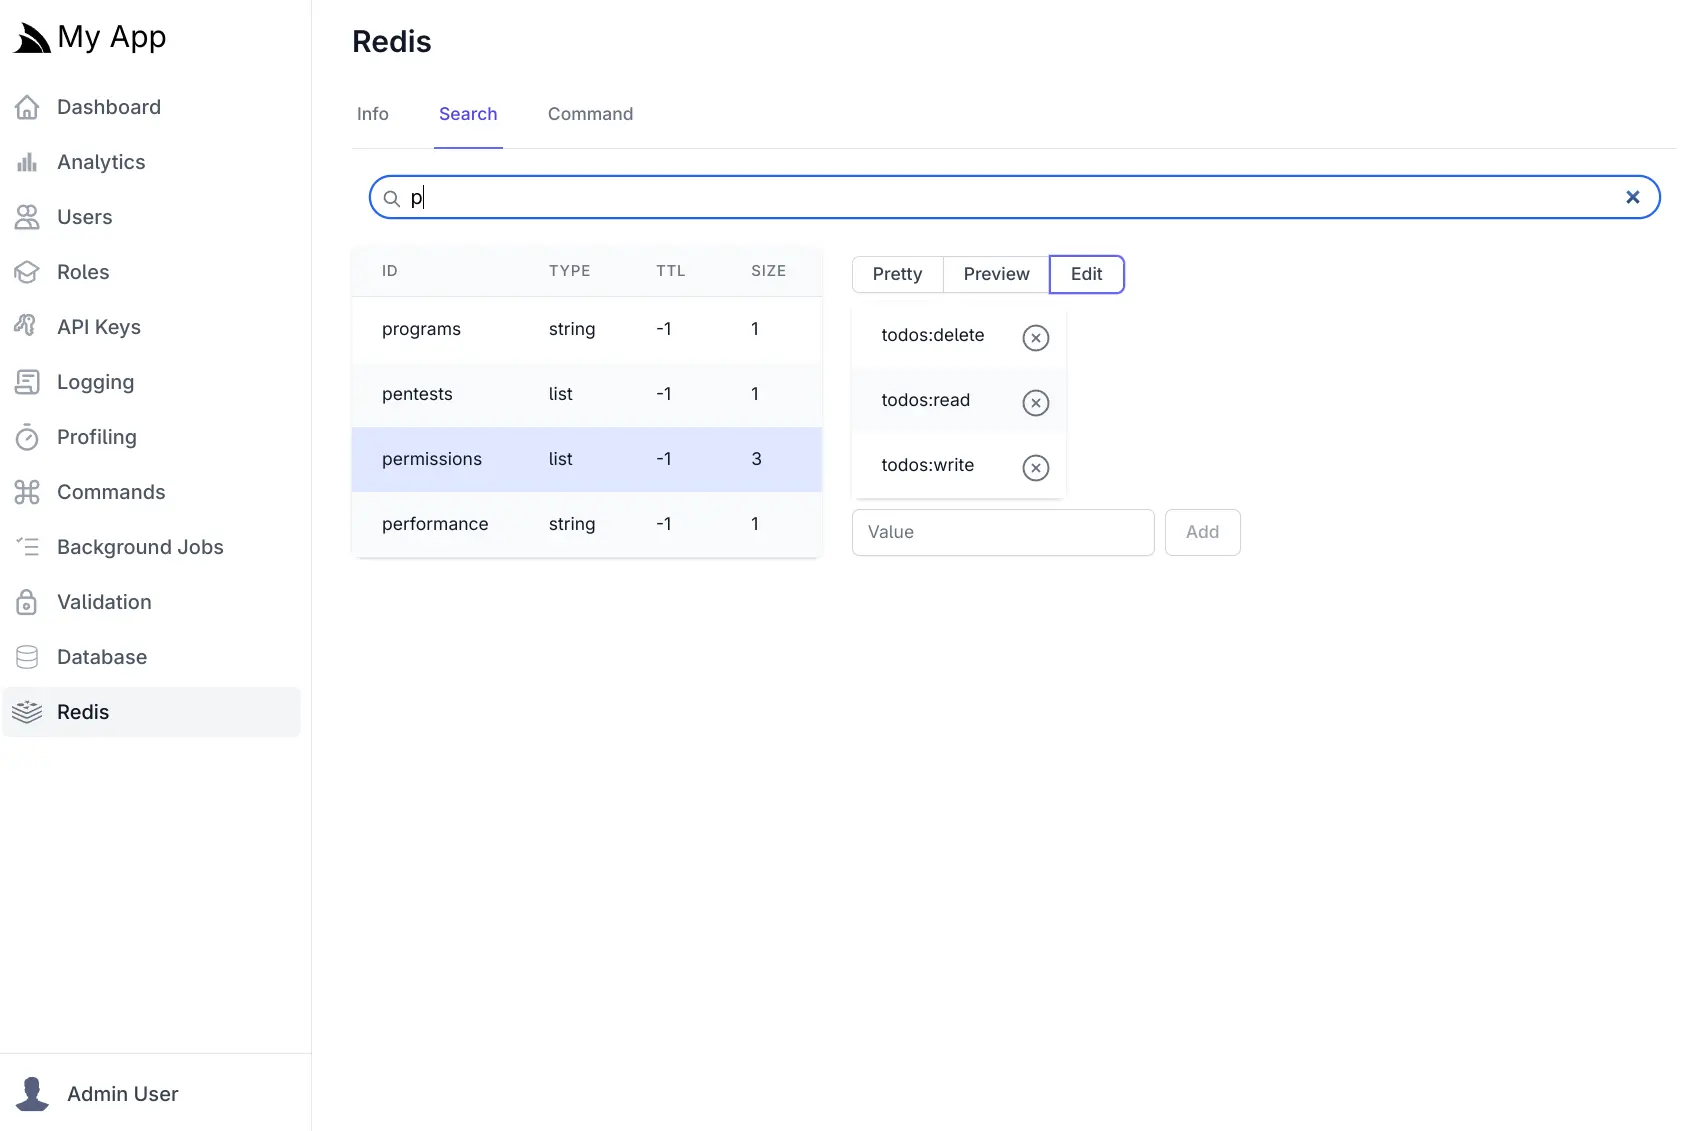 My App
Dashboard
Analytics
Users
Roles
API Keys
Logging
Profiling
Commands
Background Jobs
Validation
Database
Redis
Admin User
Redis
Info Search Command
p
ID TYPE TTL SIZE
programs string -1 1
pentests list -1 1
permissions list -1 3
performance string -1 1
Pretty Preview Edit
todos:delete
todos:read
todos:write
Value Add